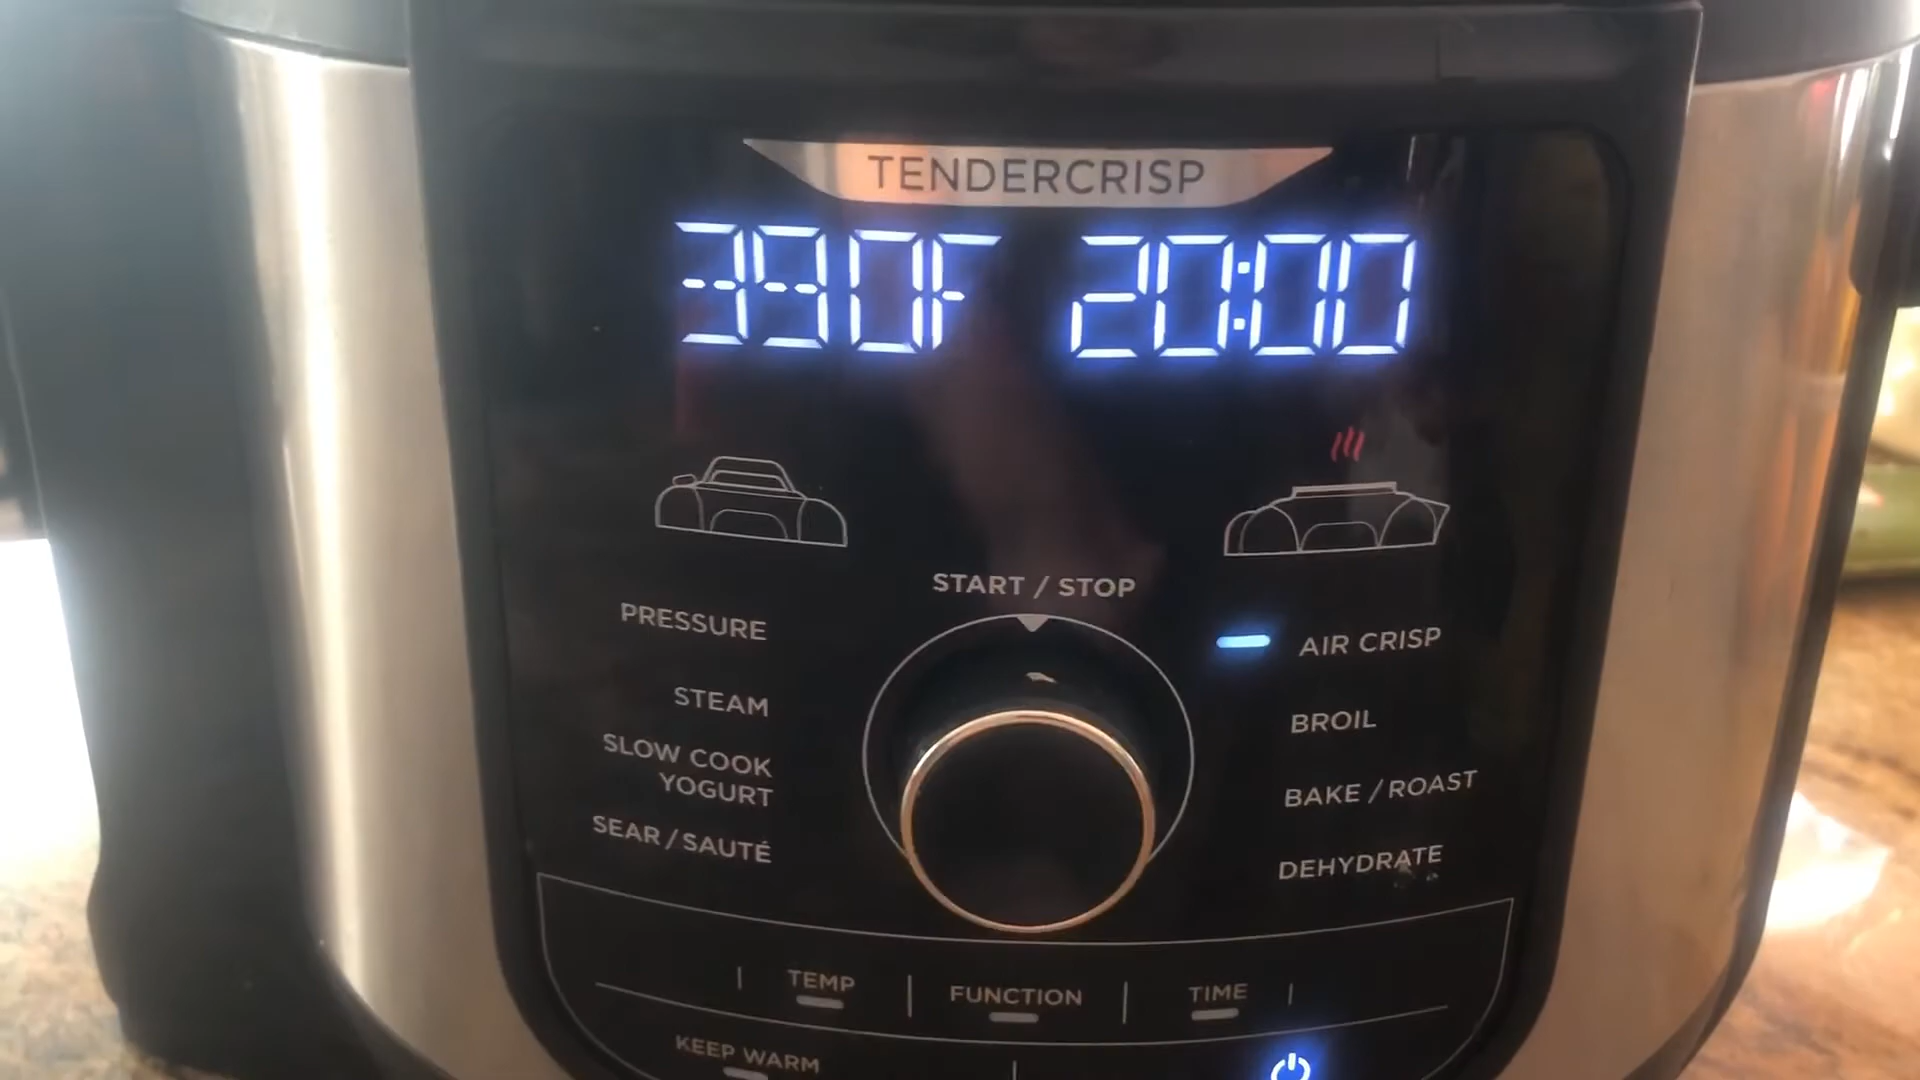 TENDERCRISP
390F 20:00
START / STOP
PRESSURE
STEAM
SLOW COOK
YOGURT
SEAR / SAUTÉ
AIR CRISP
BROIL
BAKE / ROAST
DEHYDRATE
TEMP
FUNCTION
TIME
KEEP WARM